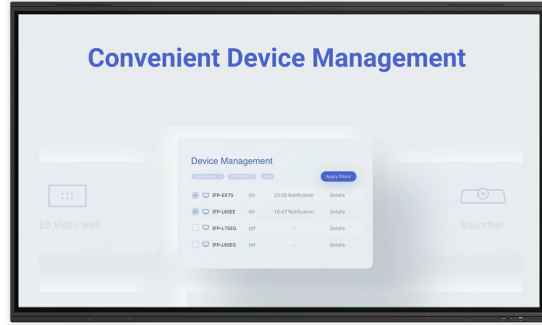 Convenient Device Management
Device Management
Apply Filters
IFP-EX75 On 23:59 Notification Details
IFP-L65EE On 16:47 Notification Details
IFP-L75EG Off - Details
IFP-L65EG Off - Details
ED Video Wall
Soundbar